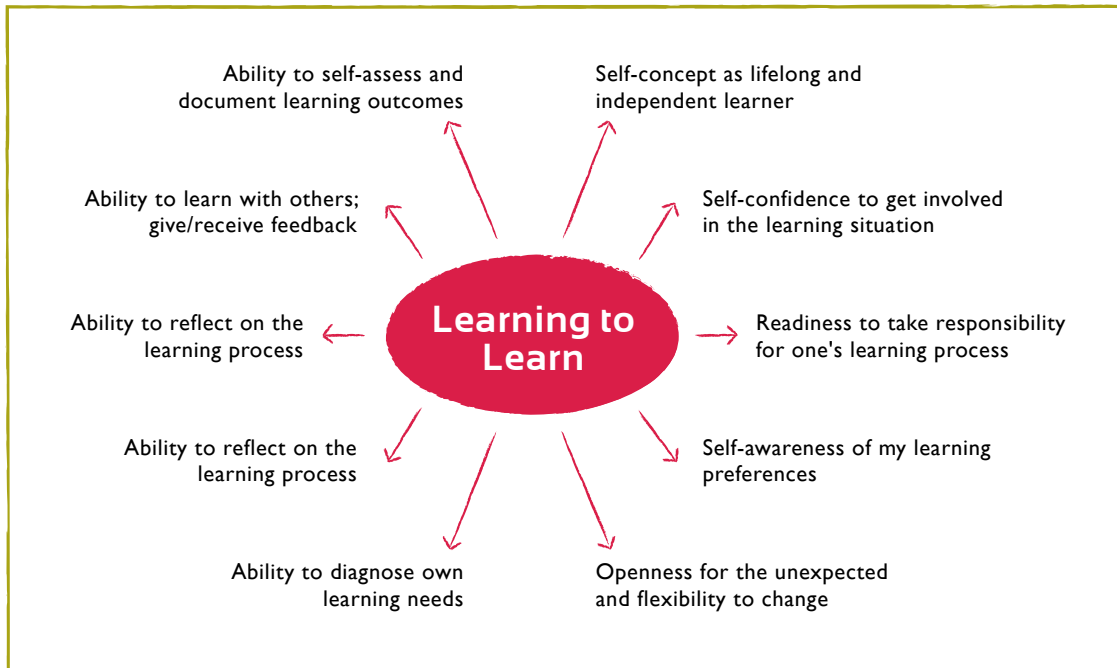 Ability to self-assess and
document learning outcomes
Self-concept as lifelong and
independent learner
Ability to learn with others;
give/receive feedback
Self-confidence to get involved
in the learning situation
Learning to
Learn
Ability to reflect on the
learning process
Readiness to take responsibility
for one's learning process
Ability to reflect on the
learning process
Self-awareness of my learning
preferences
Ability to diagnose own
learning needs
Openness for the unexpected
and flexibility to change